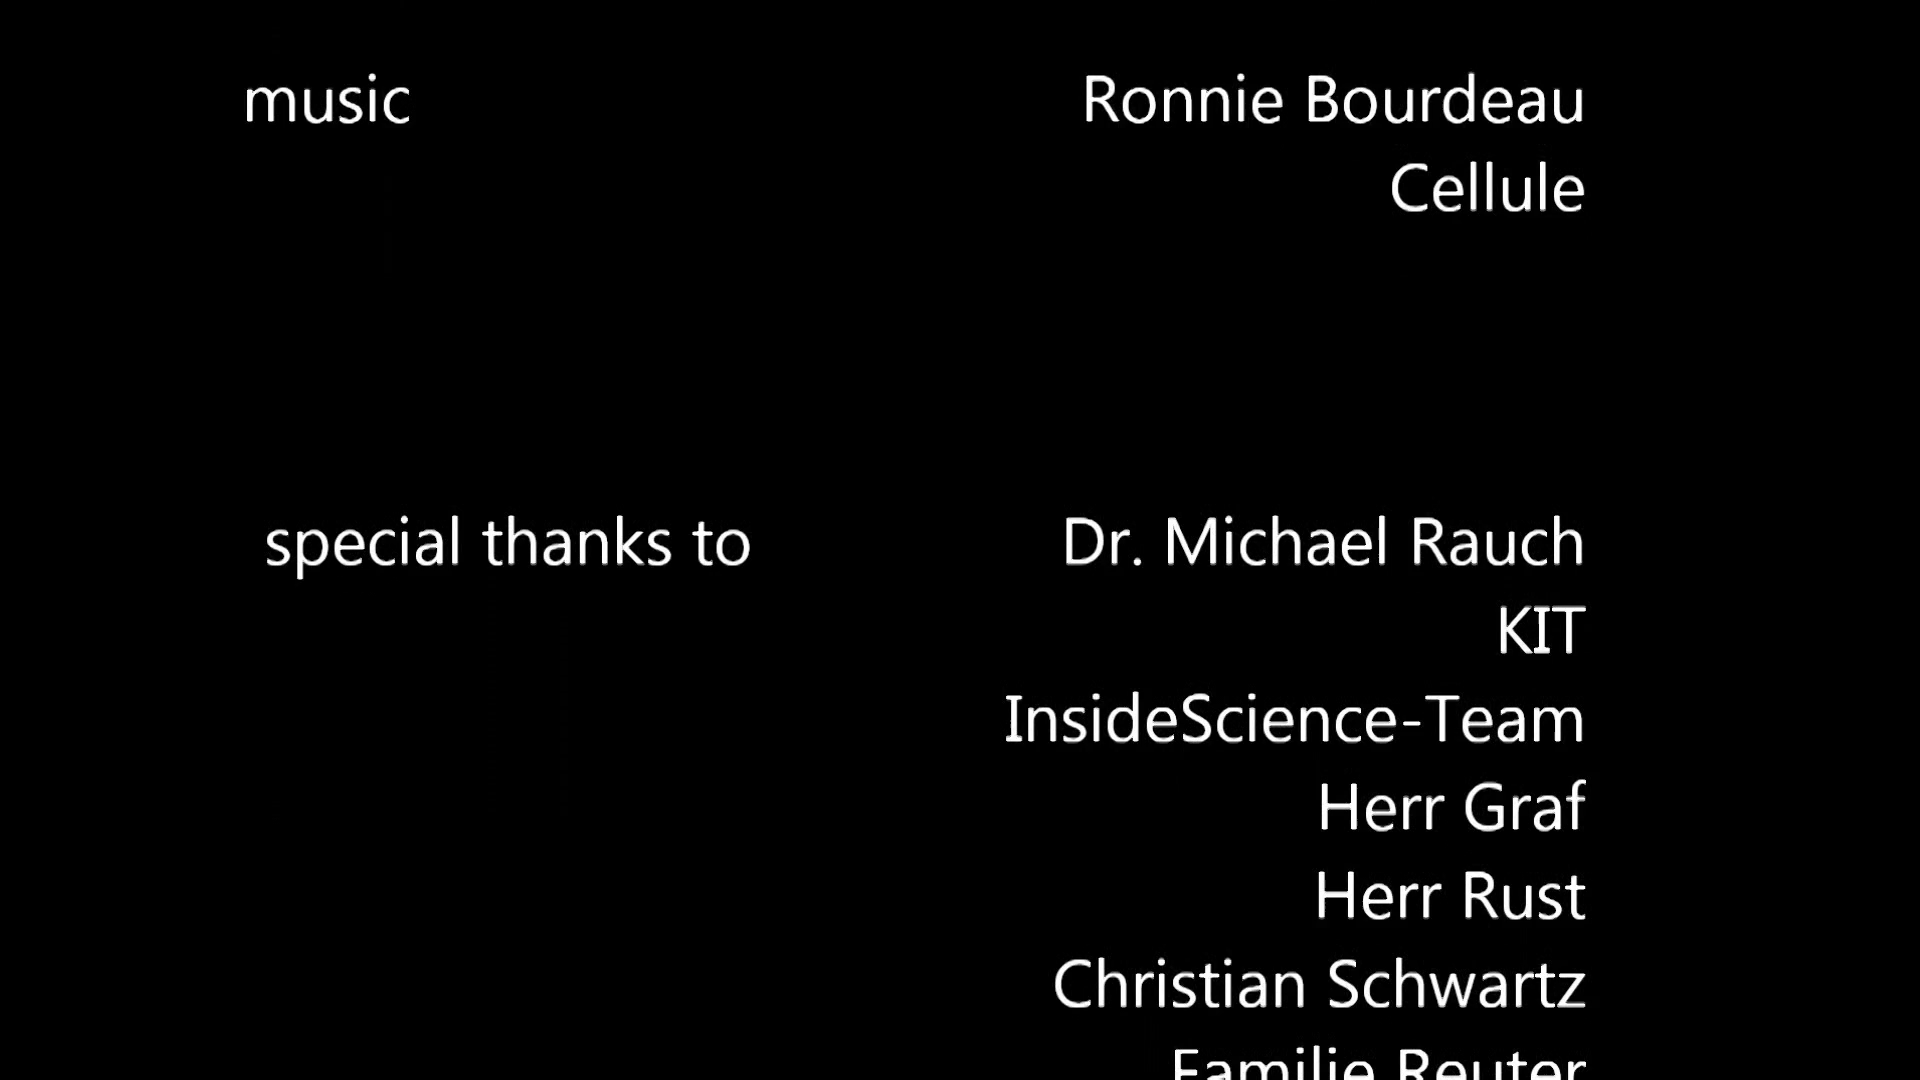 music Ronnie Bourdeau
Cellule
special thanks to Dr. Michael Rauch
KIT
InsideScience-Team
Herr Graf
Herr Rust
Christian Schwartz
Familie Reuter